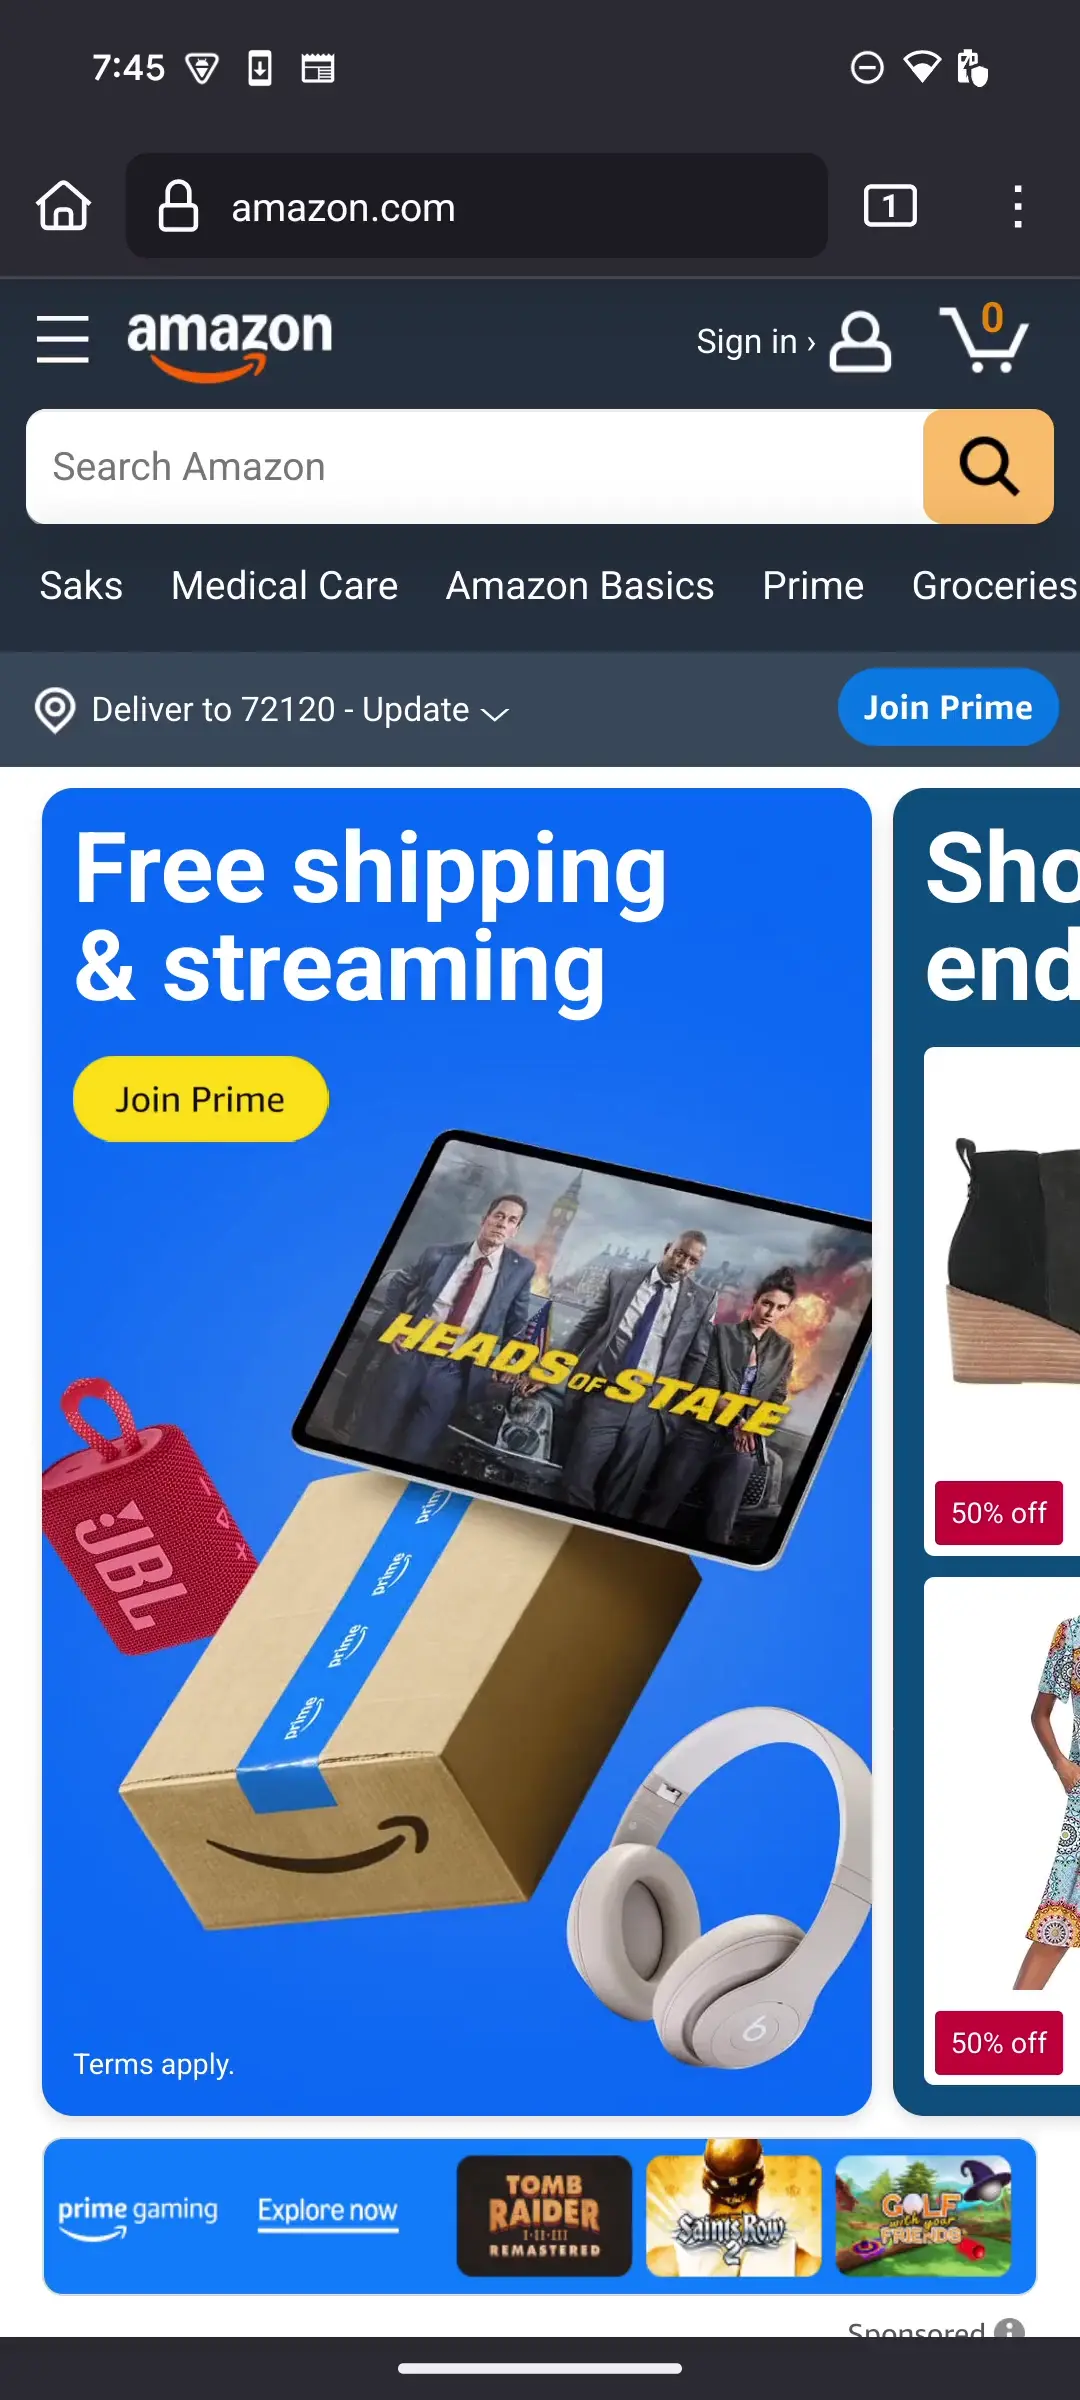 7:45
amazon.com
1
amazon
Sign in ›
0
Search Amazon
Saks Medical Care Amazon Basics Prime Groceries
Deliver to 72120 - Update
Join Prime
Free shipping
& streaming
Join Prime
HEADS OF STATE
JBL
prime
prime
prime
prime
Terms apply.
Sho
end
50% off
50% off
prime gaming
Explore now
TOMB
RAIDER
I·II·III
REMASTERED
Saints Row
2
GOLF
with your
FRIENDS
Sponsored